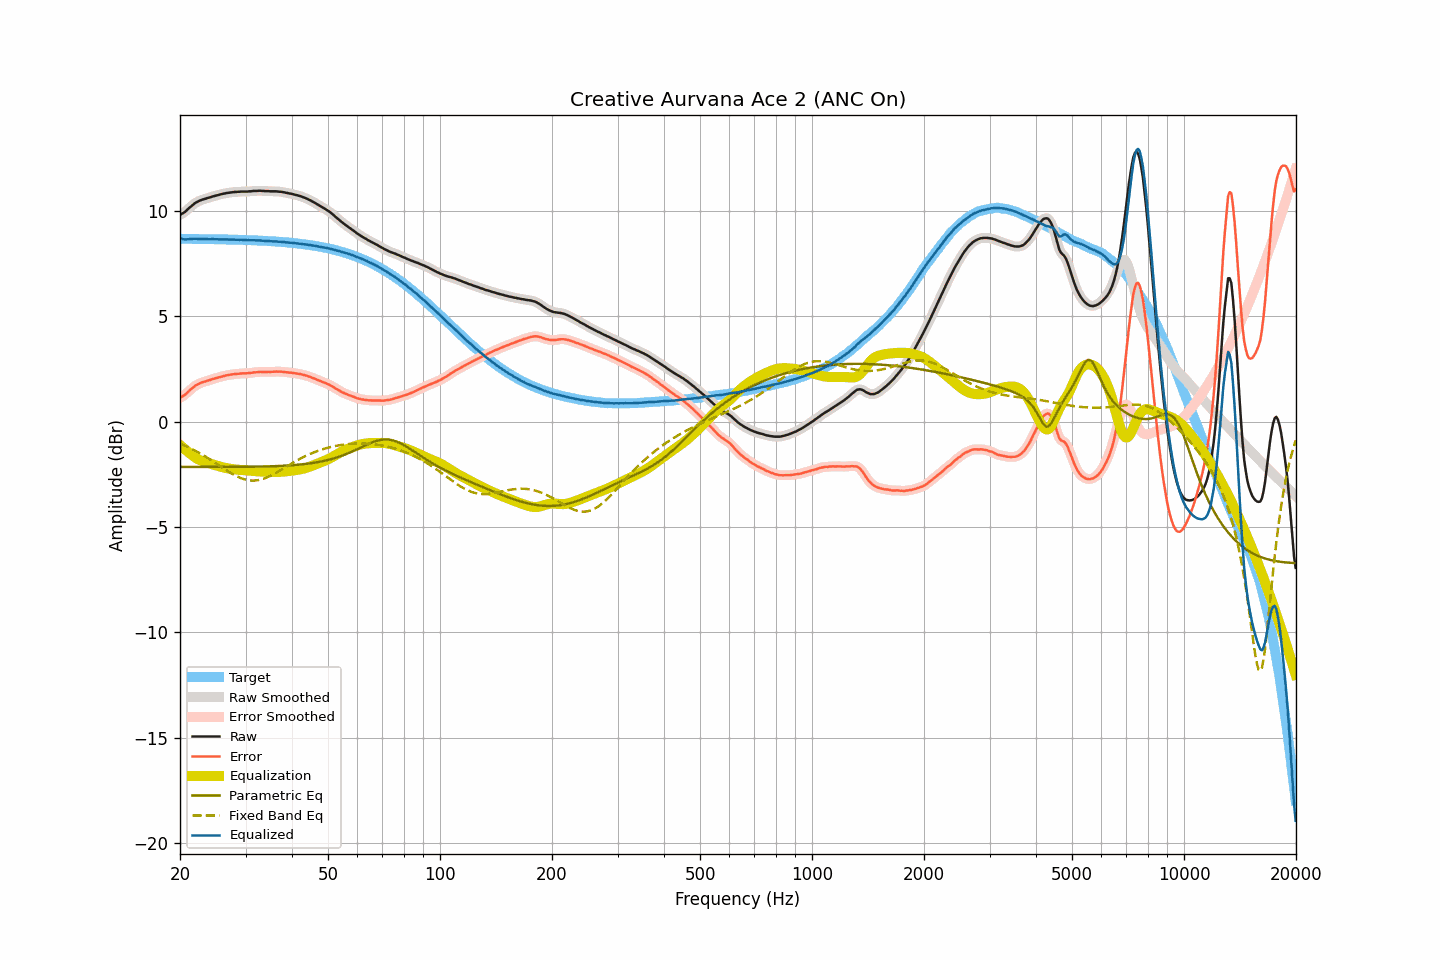 Creative Aurvana Ace 2 (ANC On)
Amplitude (dBr)
10
5
0
−5
−10
−15
−20
Target
Raw Smoothed
Error Smoothed
Raw
Error
Equalization
Parametric Eq
Fixed Band Eq
Equalized
20 50 100 200 500 1000 2000 5000 10000 20000
Frequency (Hz)